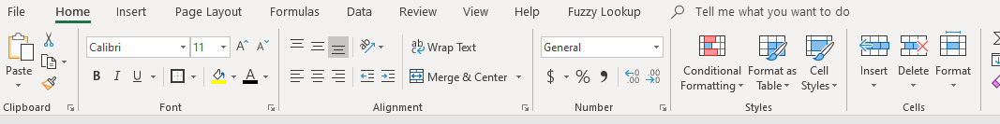 File Home Insert Page Layout Formulas Data Review View Help Fuzzy Lookup Tell me what you want to do
Calibri 11 A A ab Wrap Text General
Paste Conditional Format as Cell Insert Delete Format
B I U A Merge & Center $ % , .0 .00 .00 .0 Formatting Table Styles
Clipboard Font Alignment Number Styles Cells